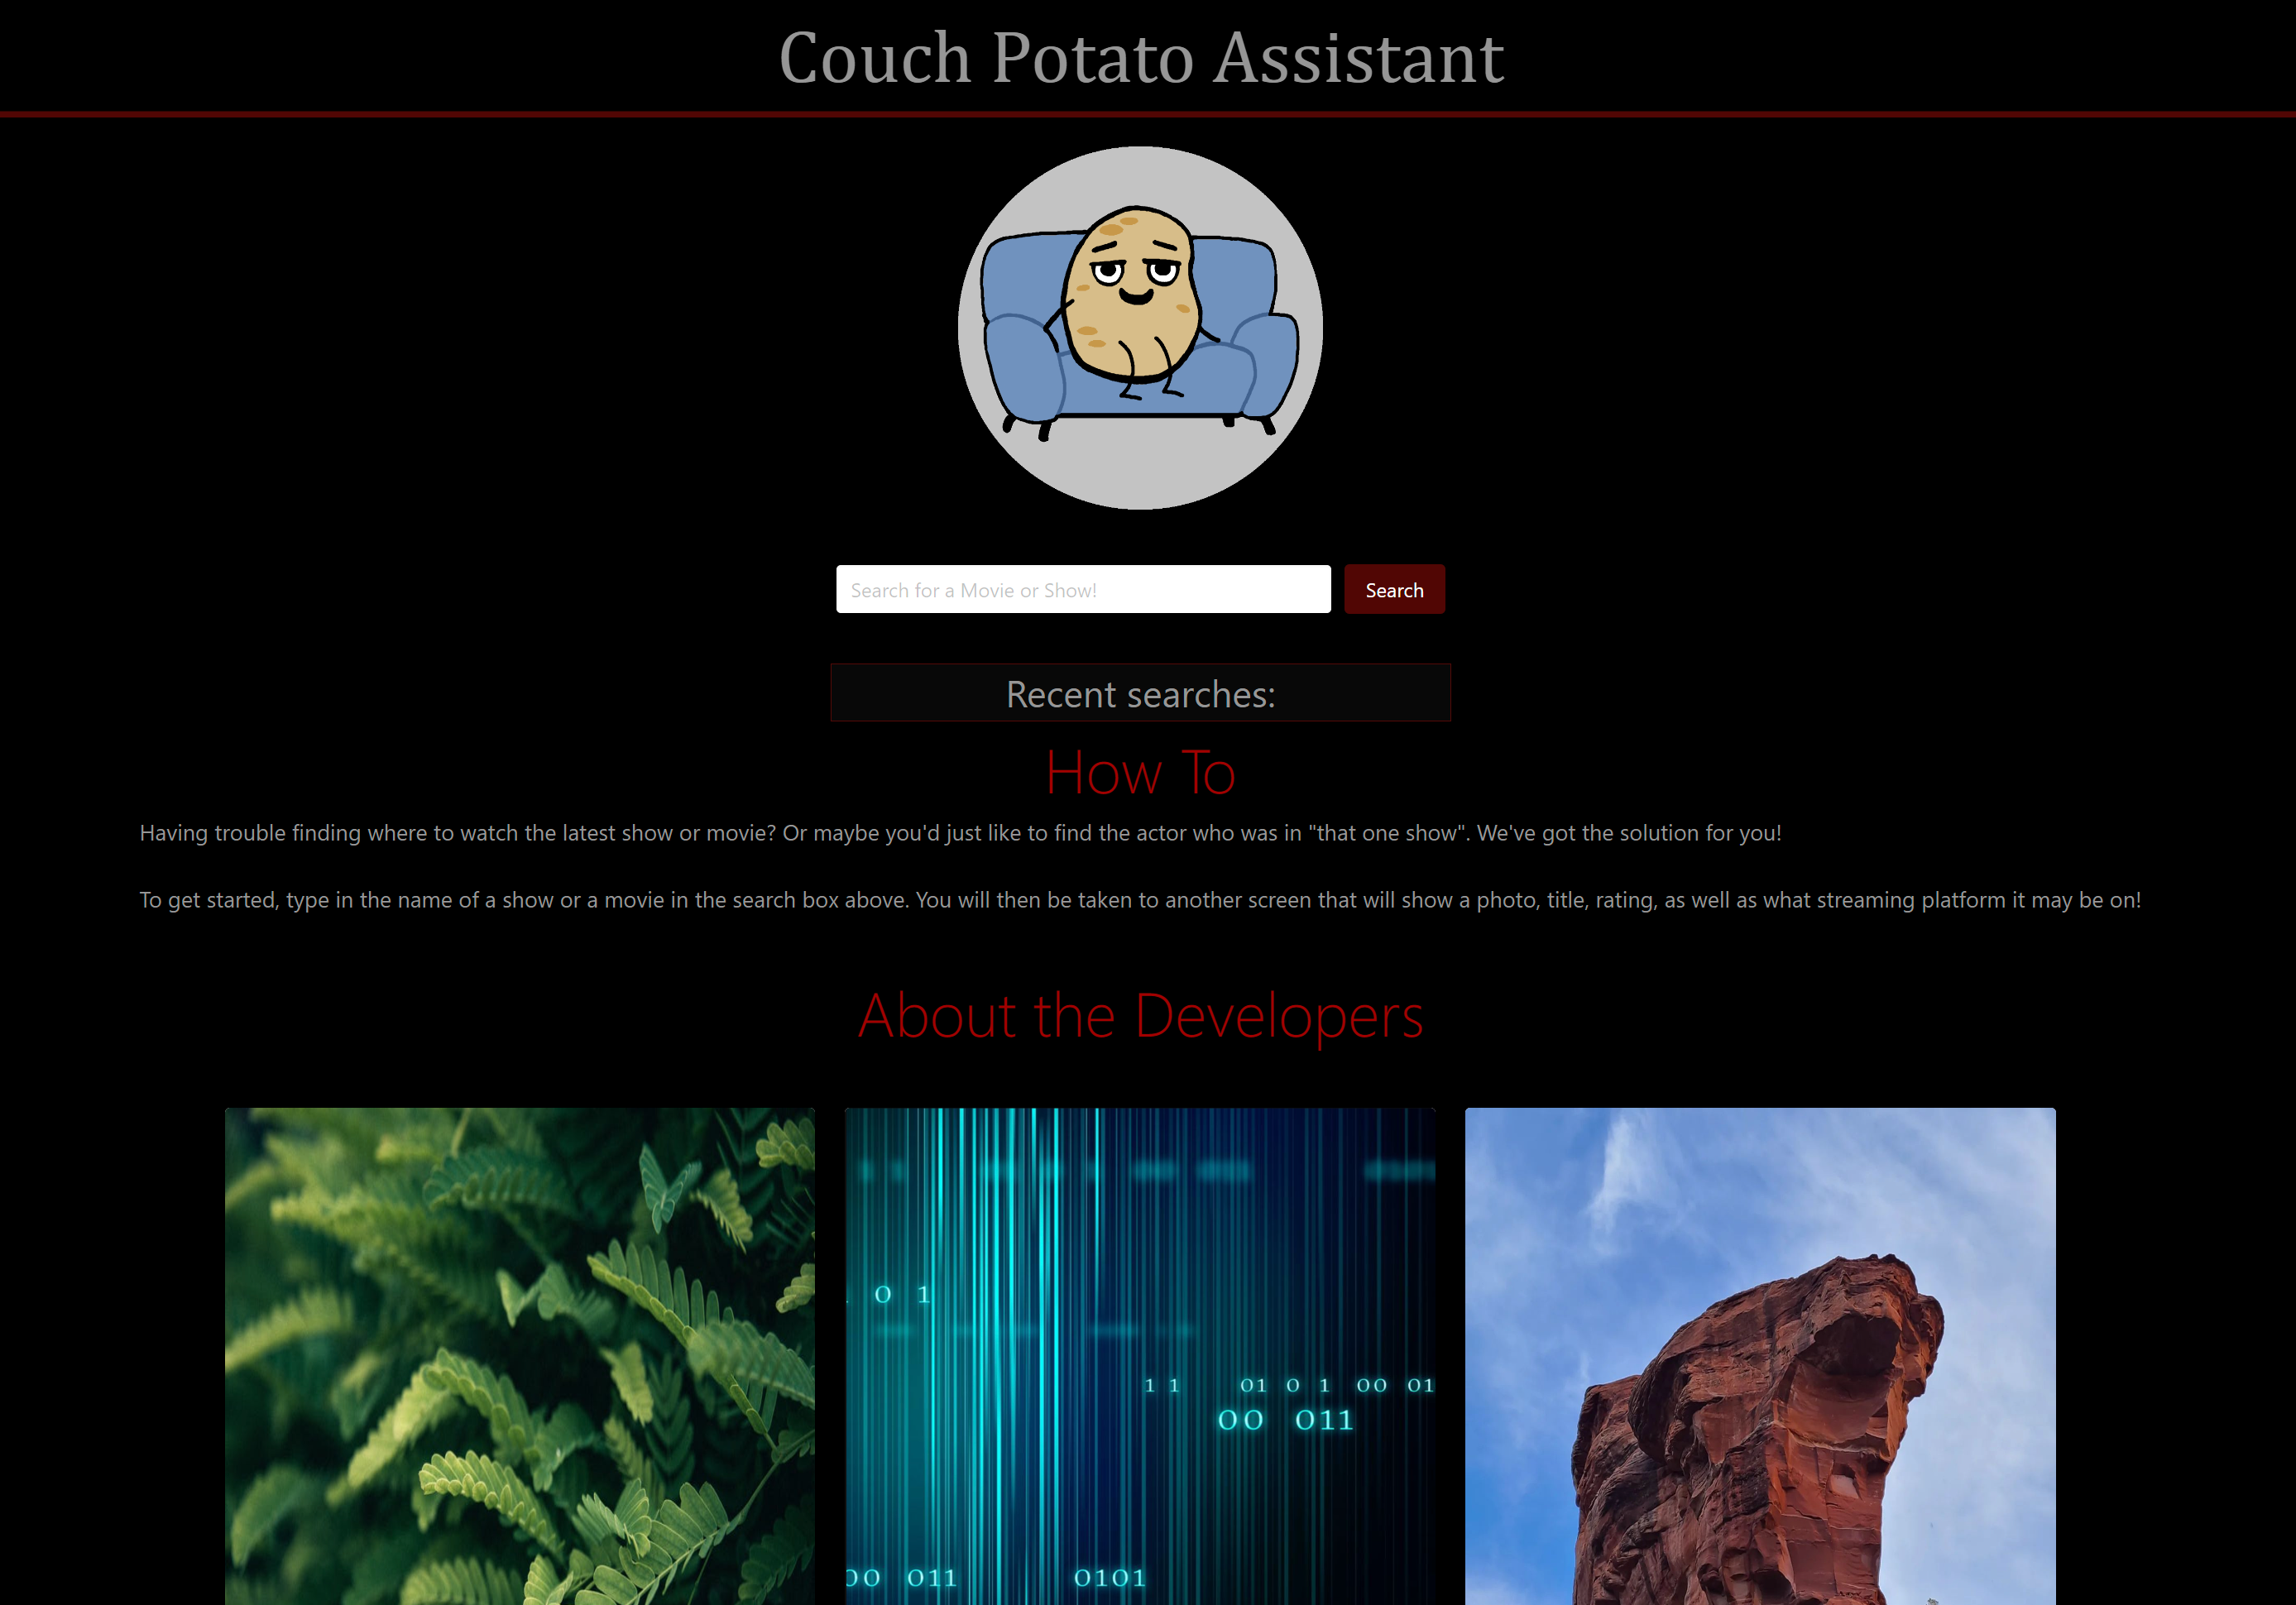 Couch Potato Assistant
Search for a Movie or Show!
Search
Recent searches:
How To
Having trouble finding where to watch the latest show or movie? Or maybe you'd just like to find the actor who was in "that one show". We've got the solution for you!
To get started, type in the name of a show or a movie in the search box above. You will then be taken to another screen that will show a photo, title, rating, as well as what streaming platform it may be on!
About the Developers
0 1
1 1 01 0 1 00 01
00 011
00 011 0101